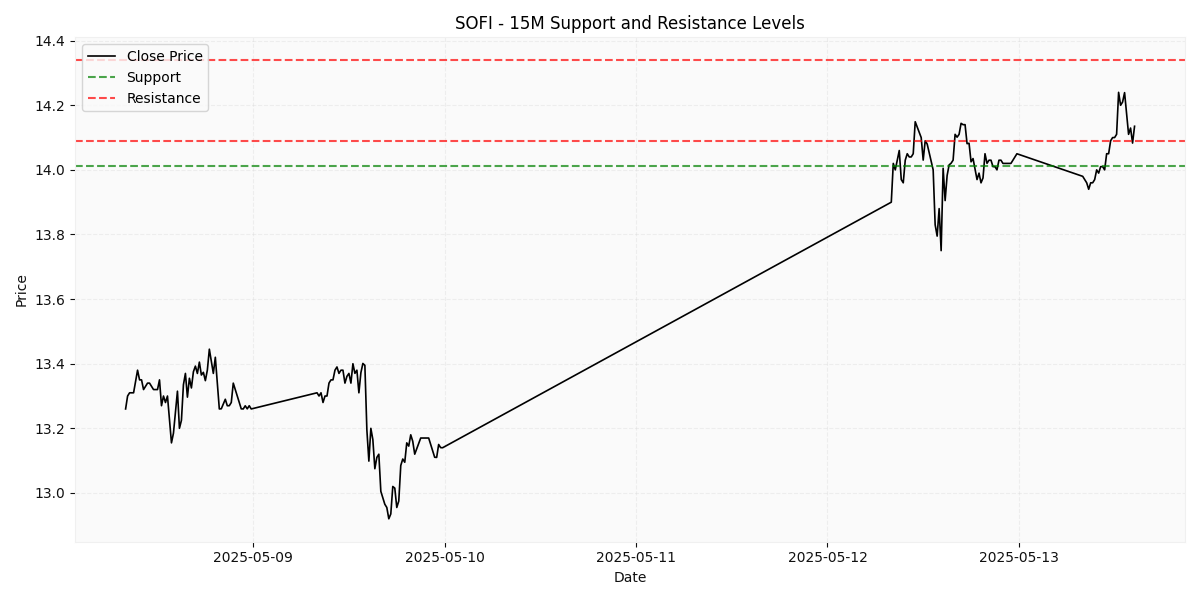 SOFI - 15M Support and Resistance Levels
Close Price
Support
Resistance
Price
14.4
14.2
14.0
13.8
13.6
13.4
13.2
13.0
2025-05-09
2025-05-10
2025-05-11
2025-05-12
2025-05-13
Date